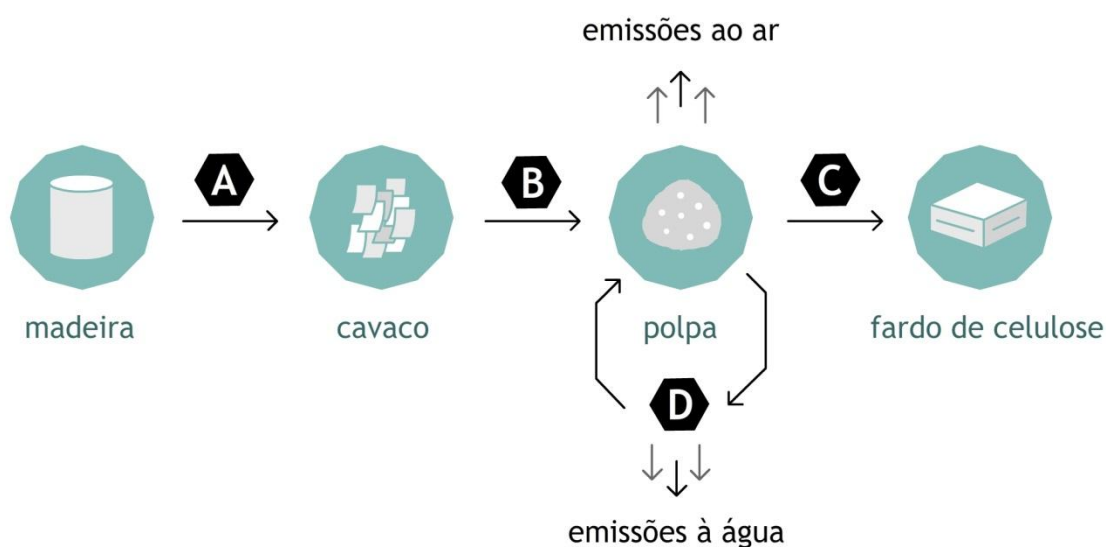 emissões ao ar
A
B
C
madeira
cavaco
polpa
fardo de celulose
D
emissões à água